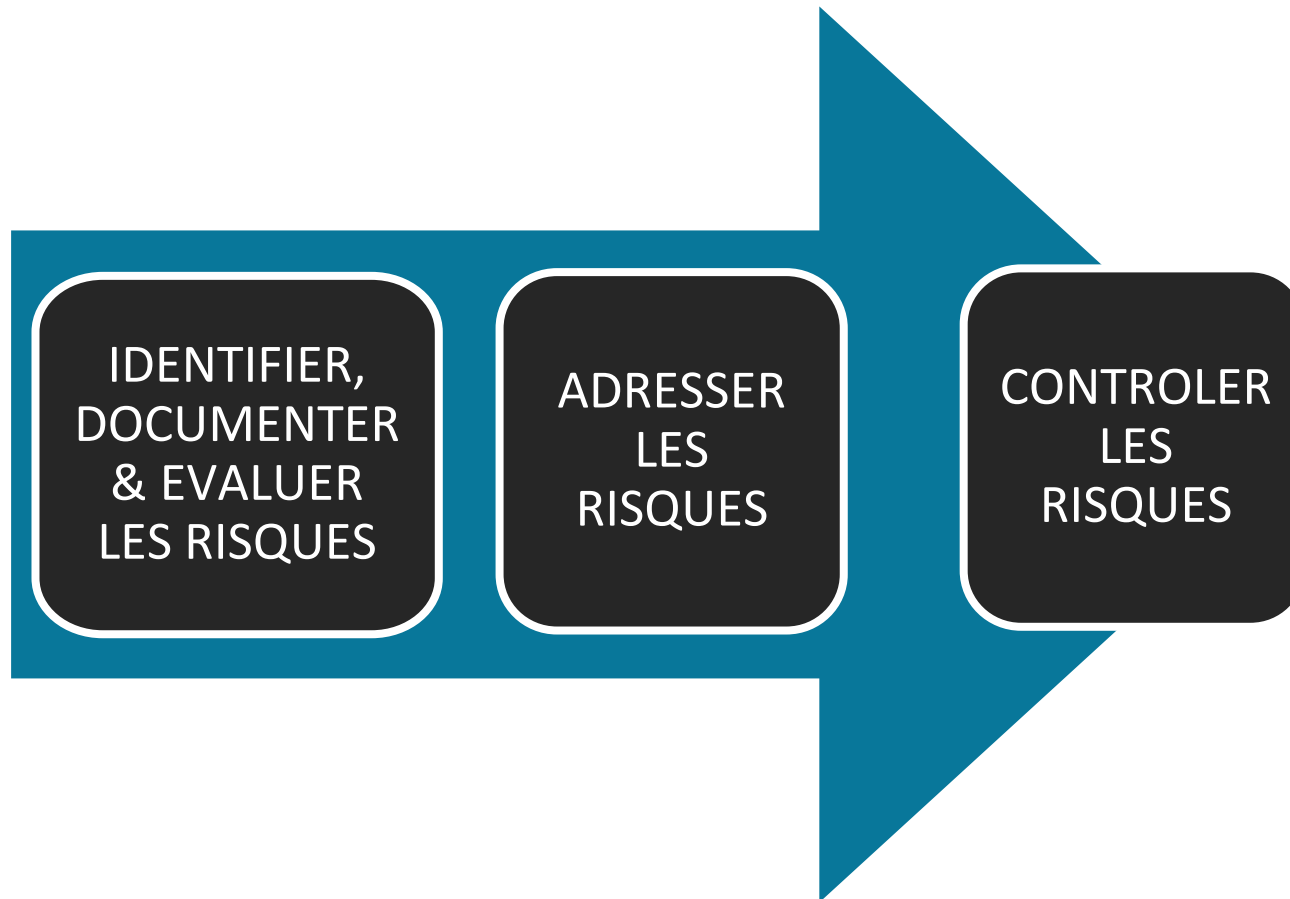 IDENTIFIER,
DOCUMENTER
& EVALUER
LES RISQUES
ADRESSER
LES
RISQUES
CONTROLER
LES
RISQUES